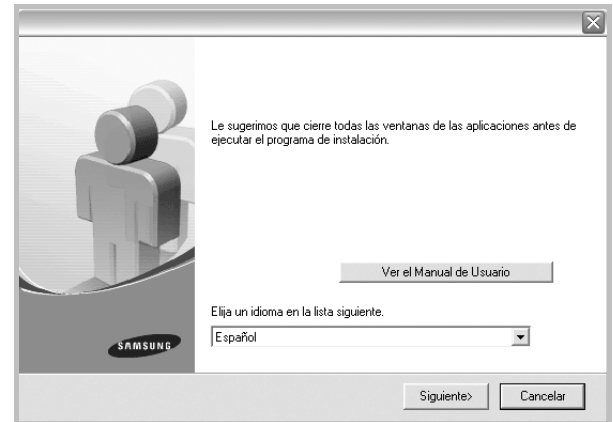 Le sugerimos que cierre todas las ventanas de las aplicaciones antes de
ejecutar el programa de instalación.
Ver el Manual de Usuario
Elija un idioma en la lista siguiente.
Español
SAMSUNG
Siguiente>
Cancelar